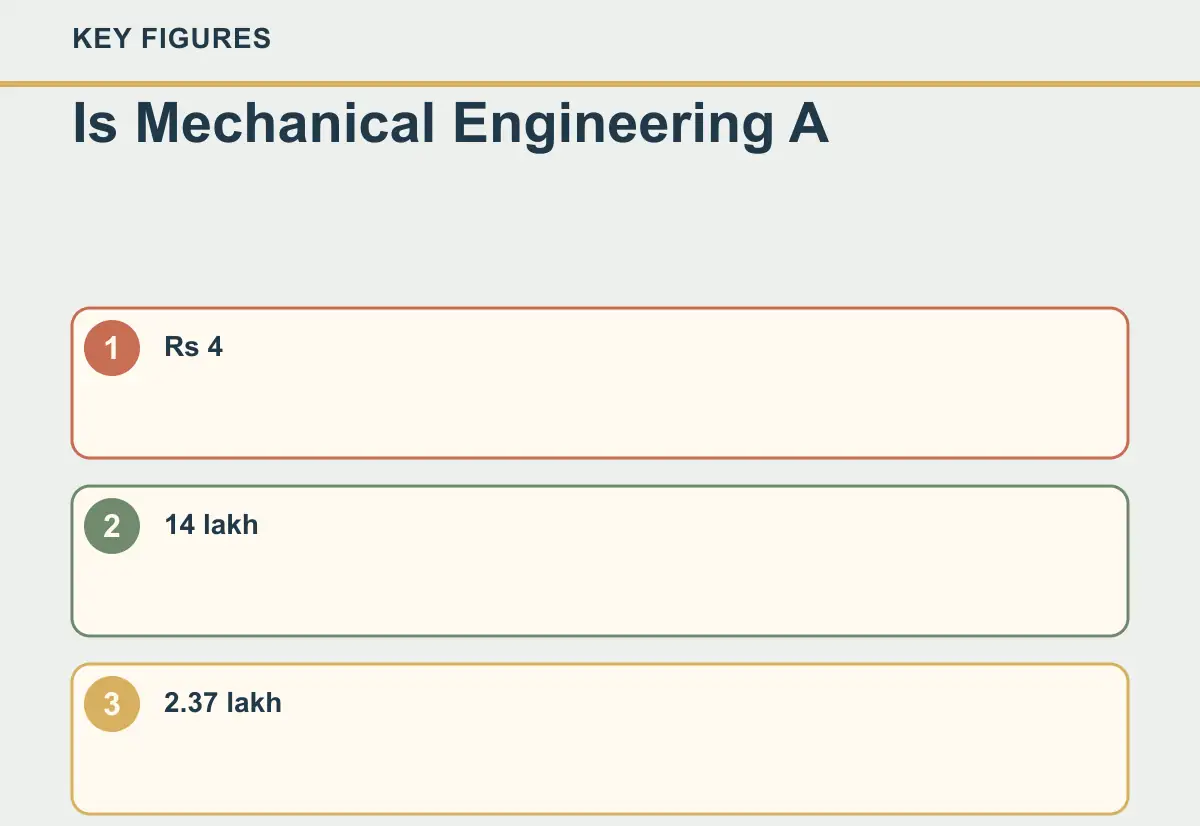 KEY FIGURES
Is Mechanical Engineering A
1 Rs 4
2 14 lakh
3 2.37 lakh